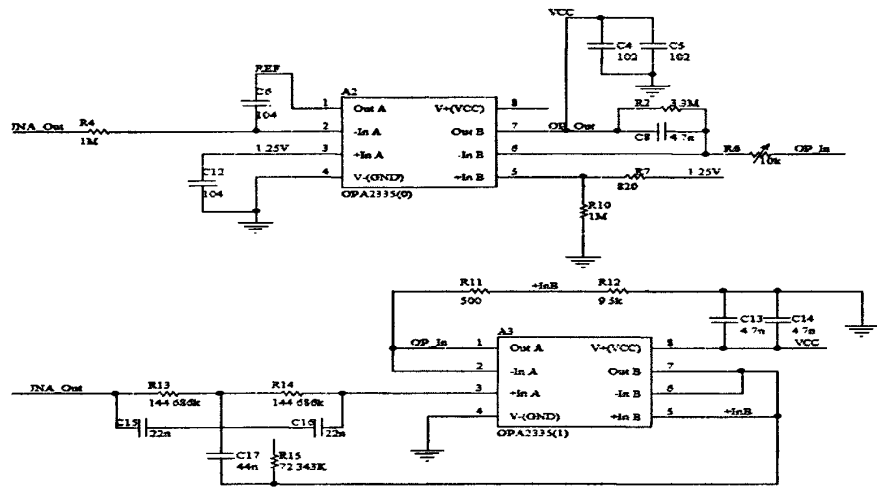 VCC
C4
102
C5
102
REF
C6
104
A2
1 Out A V+(VCC) 8
INA_Out R4
1M
2 -In A Out B 7 OP_Out
R2 3.3M
C8 4.7n
1.25V 3 +In A -In B 6
R6
10k
OP_In
C12
104
4 V-(GND) +In B 5
R7
820
1.25V
OPA2335(0)
R10
1M
R11
500
+InB
R12
9.5k
C13
4.7n
C14
4.7n
A3
OP_In 1 Out A V+(VCC) 8 VCC
2 -In A Out B 7
INA_Out
R13
144.686k
R14
144.686k
3 +In A -In B 6
4 V-(GND) +In B 5 +InB
C15
22n
C16
22n
OPA2335(1)
C17
44n
R15
72.343K